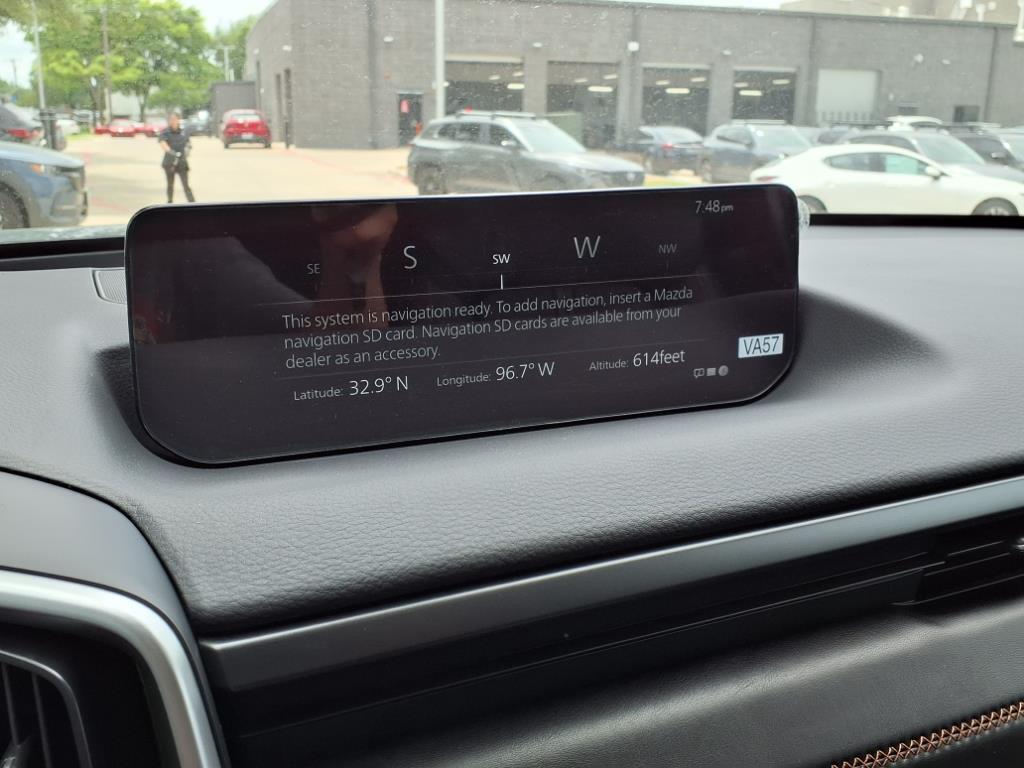 7:48pm
SE S SW W NW
This system is navigation ready. To add navigation, insert a Mazda
navigation SD card. Navigation SD cards are available from your
dealer as an accessory.
Latitude: 32.9° N Longitude: 96.7° W Altitude: 614feet
VA57